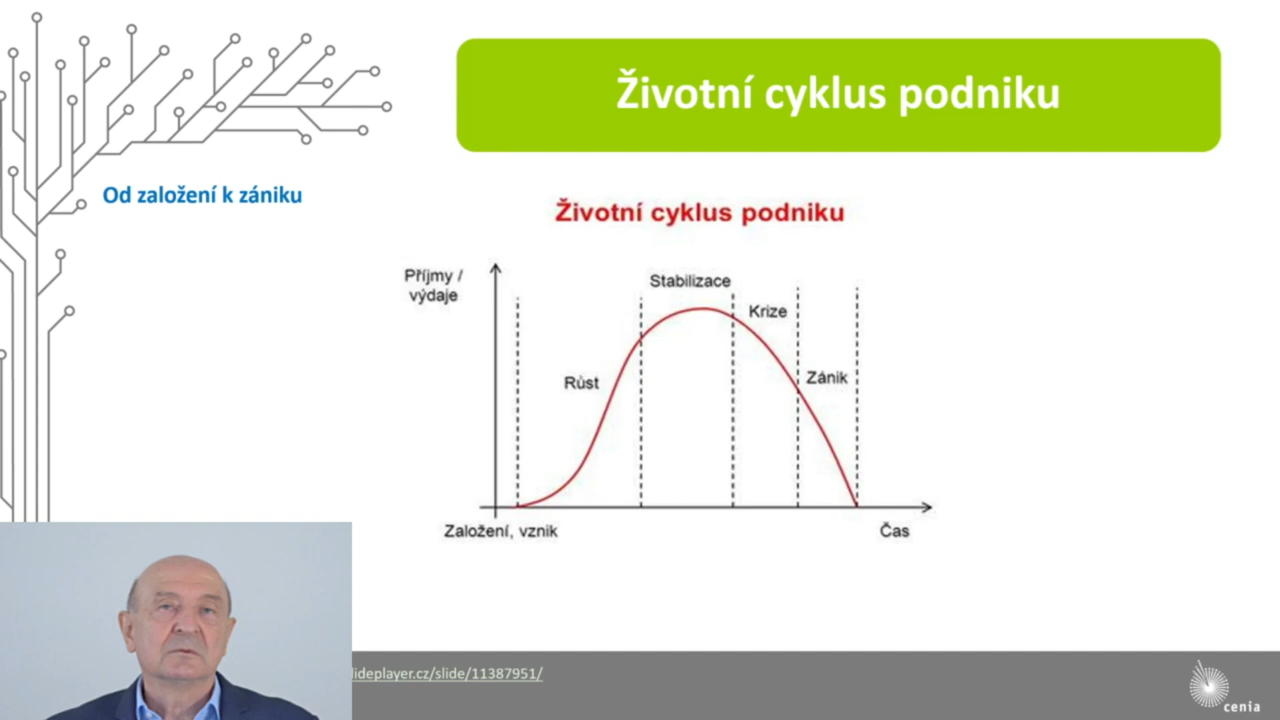 Životní cyklus podniku
Od založení k zániku
Životní cyklus podniku
Příjmy /
výdaje
Stabilizace
Krize
Růst
Zánik
Založení, vznik
Čas
lideplayer.cz/slide/11387951/
cenia